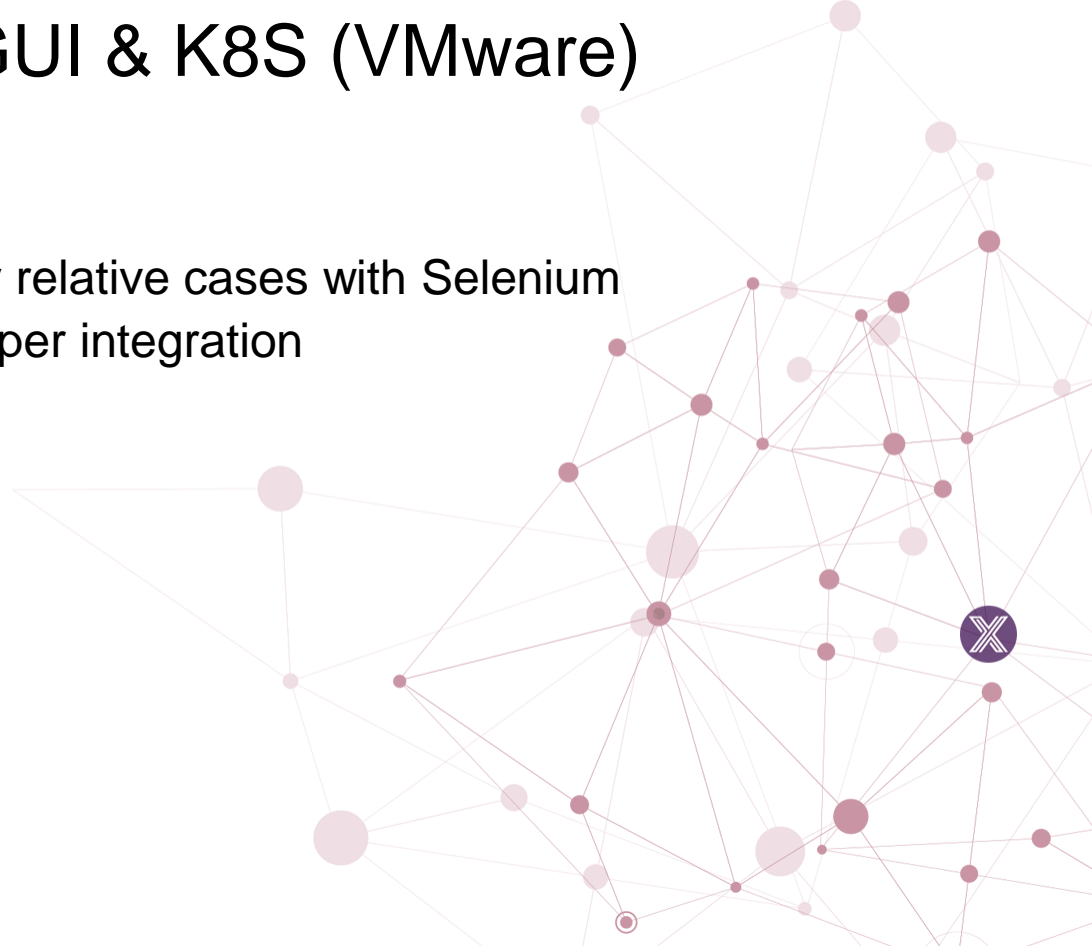 GUI & K8S (VMware)
relative cases with Selenium
per integration